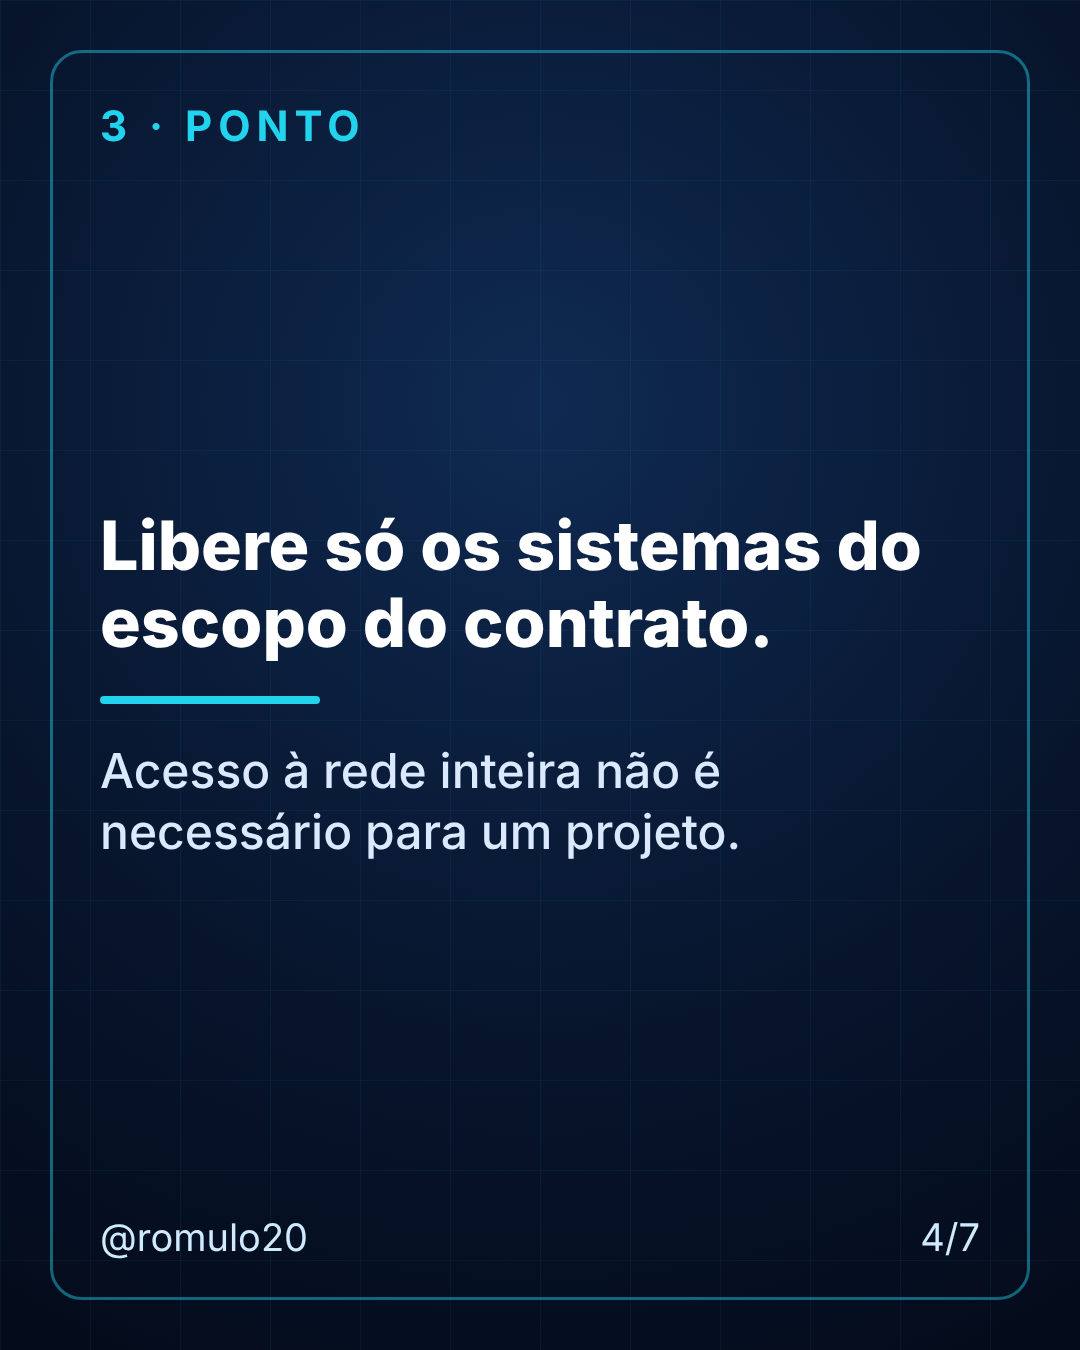 3 · PONTO
Libere só os sistemas do
escopo do contrato.
Acesso à rede inteira não é
necessário para um projeto.
@romulo20
4/7